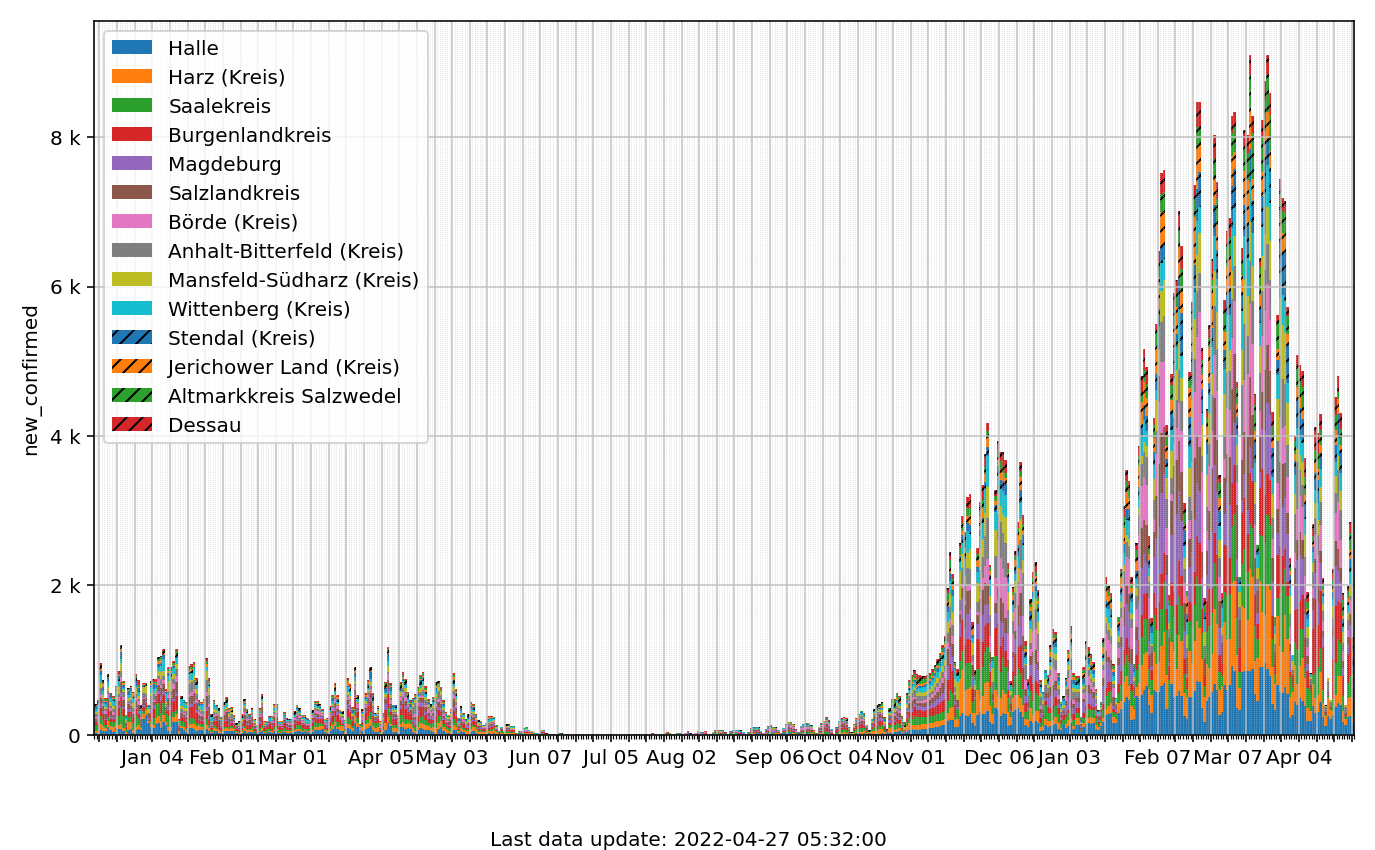 Halle
Harz (Kreis)
Saalekreis
Burgenlandkreis
Magdeburg
Salzlandkreis
Börde (Kreis)
Anhalt-Bitterfeld (Kreis)
Mansfeld-Südharz (Kreis)
Wittenberg (Kreis)
Stendal (Kreis)
Jerichower Land (Kreis)
Altmarkkreis Salzwedel
Dessau
8 k
6 k
4 k
2 k
0
new_confirmed
Jan 04 Feb 01 Mar 01 Apr 05 May 03 Jun 07 Jul 05 Aug 02 Sep 06 Oct 04 Nov 01 Dec 06 Jan 03 Feb 07 Mar 07 Apr 04
Last data update: 2022-04-27 05:32:00